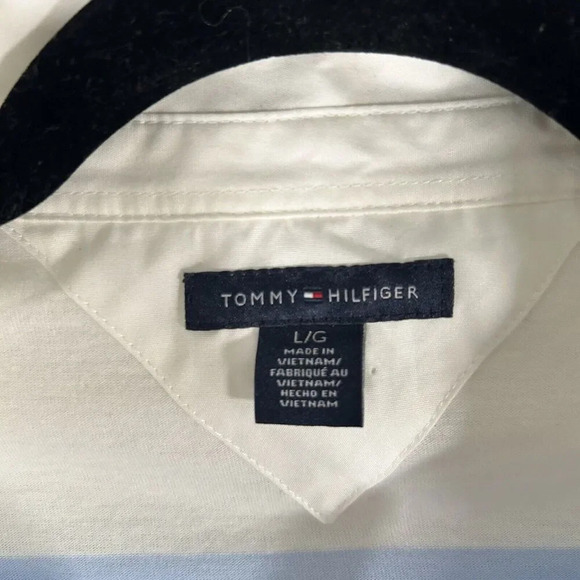 TOMMY HILFIGER
L/G
MADE IN
VIETNAM/
FABRIQUÉ AU
VIETNAM/
HECHO EN
VIETNAM